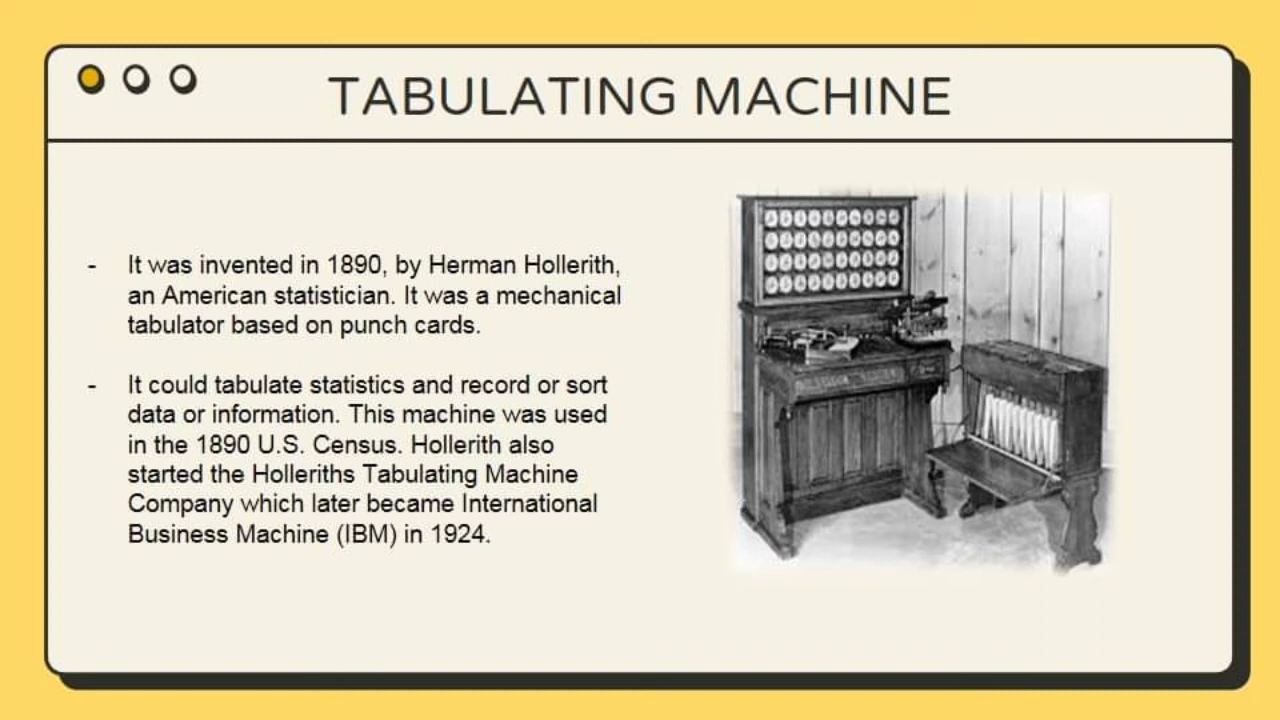 TABULATING MACHINE
- It was invented in 1890, by Herman Hollerith,
an American statistician. It was a mechanical
tabulator based on punch cards.
- It could tabulate statistics and record or sort
data or information. This machine was used
in the 1890 U.S. Census. Hollerith also
started the Holleriths Tabulating Machine
Company which later became International
Business Machine (IBM) in 1924.